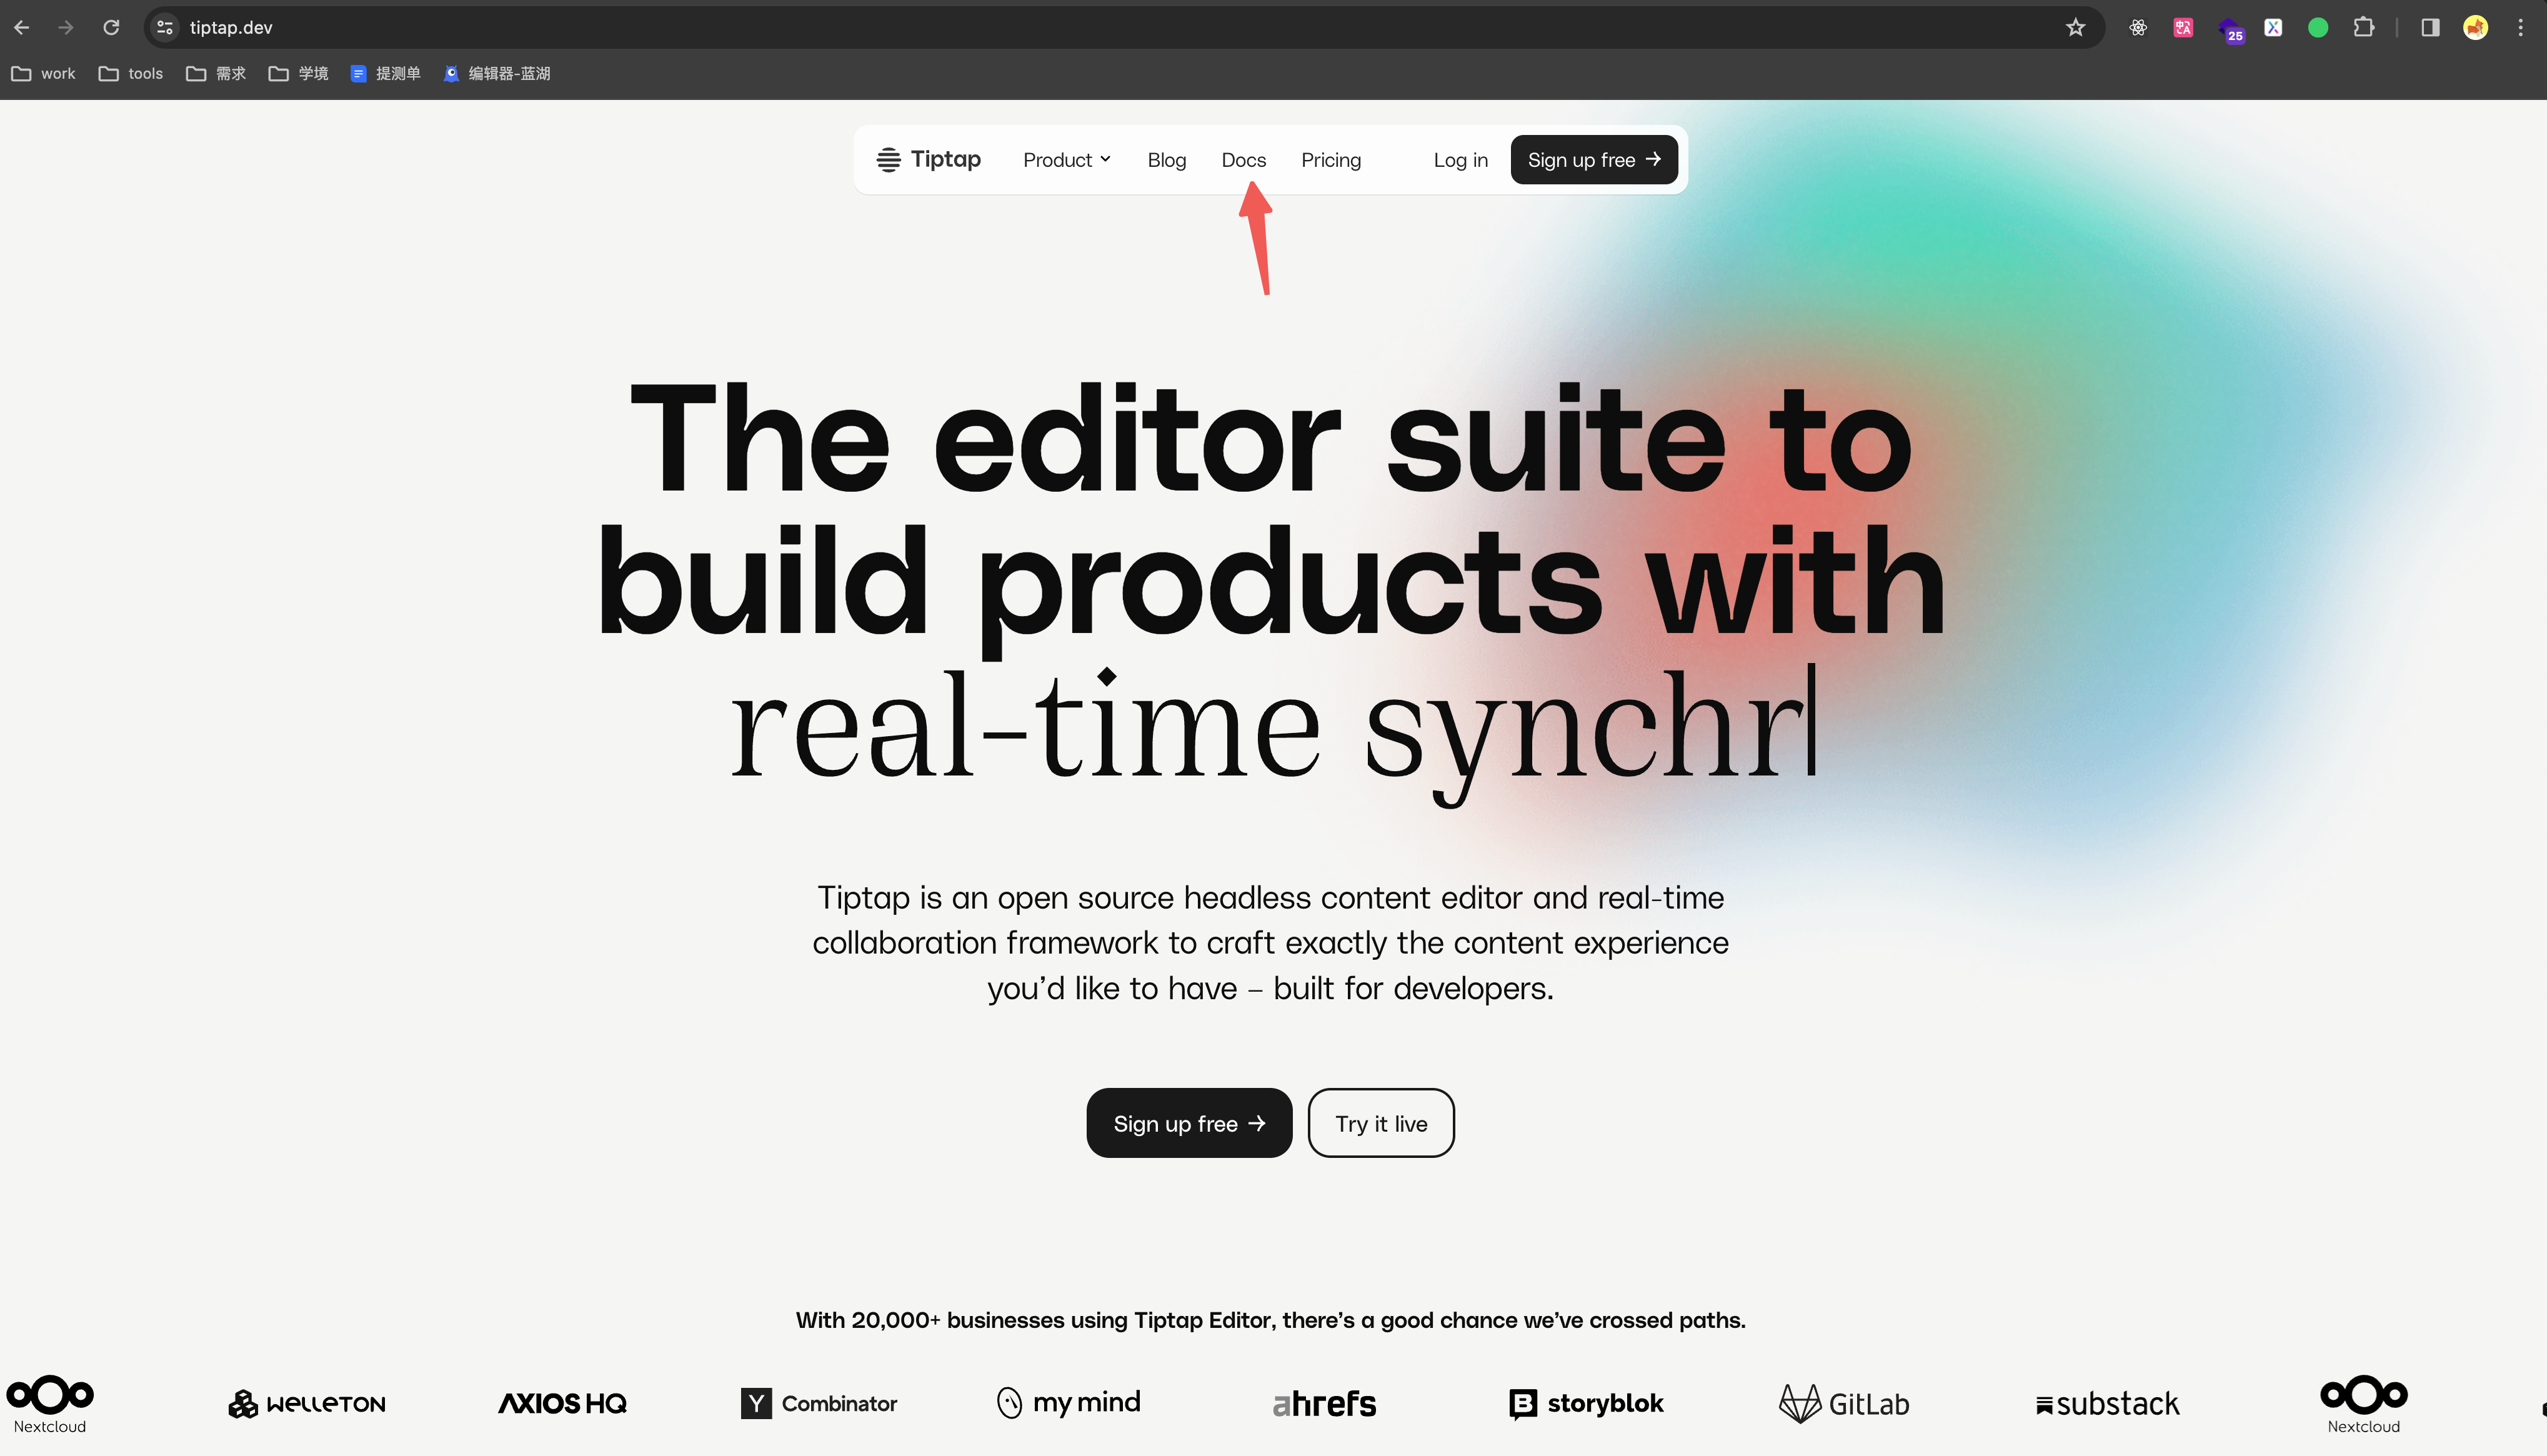 tiptap.dev
25
work tools 需求 学境 提测单 编辑器-蓝湖
Tiptap Product Blog Docs Pricing Log in Sign up free →
The editor suite to
build products with
real-time synchr
Tiptap is an open source headless content editor and real-time
collaboration framework to craft exactly the content experience
you’d like to have – built for developers.
Sign up free → Try it live
With 20,000+ businesses using Tiptap Editor, there’s a good chance we’ve crossed paths.
Nextcloud WELLETON AXIOS HQ Y Combinator my mind ahrefs B storyblok GitLab substack Nextcloud